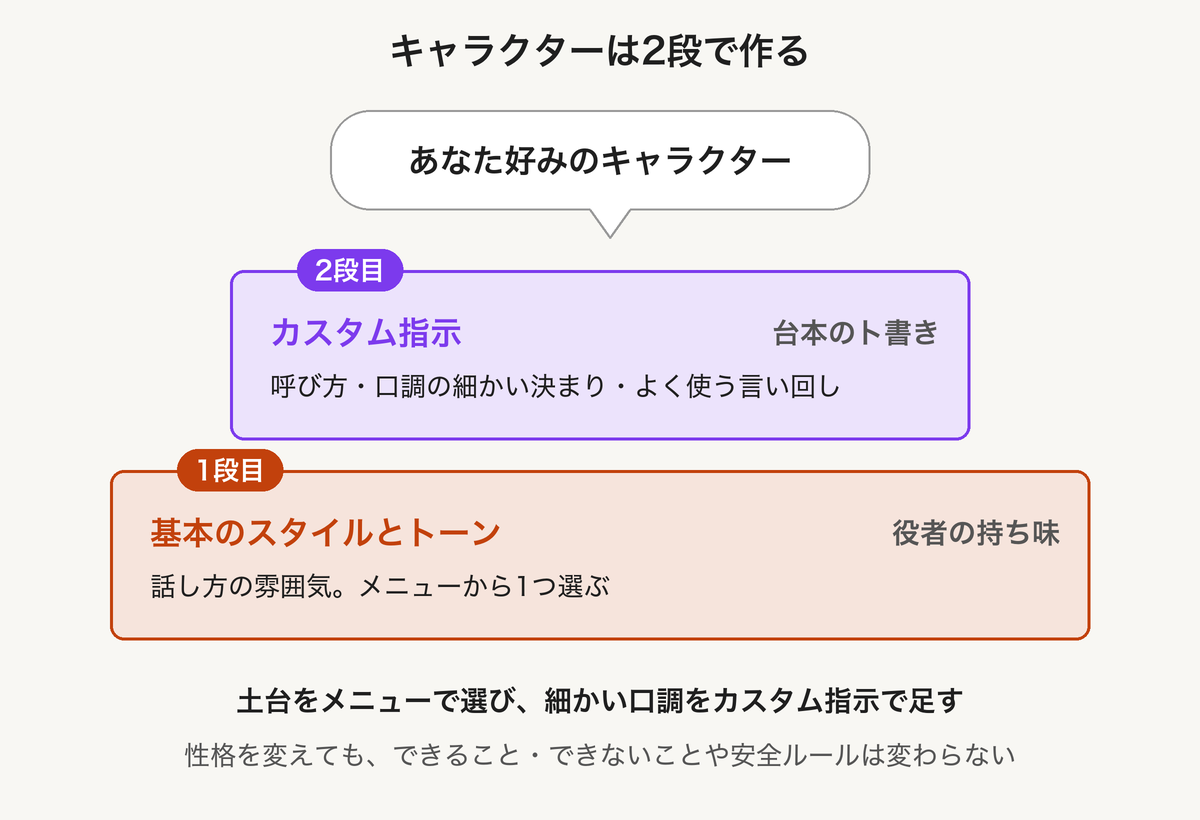 キャラクターは2段で作る
あなた好みのキャラクター
2段目
カスタム指示
台本のト書き
呼び方・口調の細かい決まり・よく使う言い回し
1段目
基本のスタイルとトーン
役者の持ち味
話し方の雰囲気。メニューから1つ選ぶ
土台をメニューで選び、細かい口調をカスタム指示で足す
性格を変えても、できること・できないことや安全ルールは変わらない